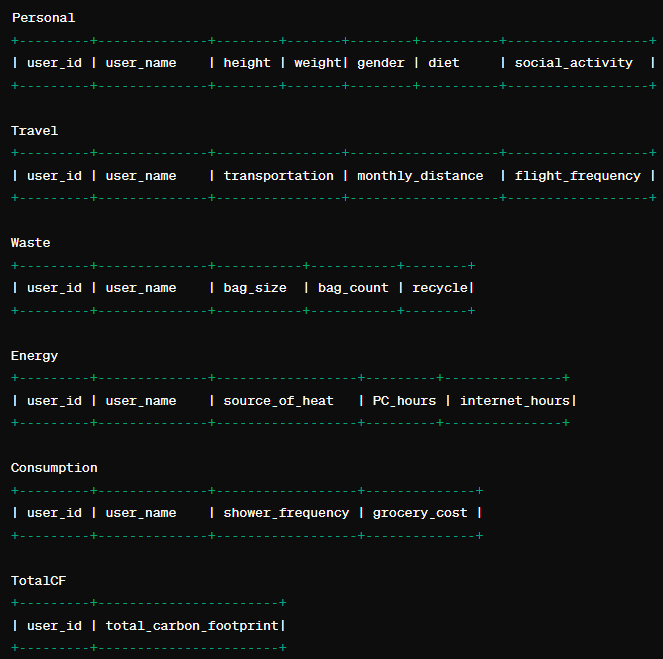 Personal
+---------+--------------+--------+-------+--------+----------+------------------+
| user_id | user_name    | height | weight| gender | diet     | social_activity  |
+---------+--------------+--------+-------+--------+----------+------------------+
Travel
+---------+--------------+----------------+-------------------+------------------+
| user_id | user_name    | transportation | monthly_distance  | flight_frequency |
+---------+--------------+----------------+-------------------+------------------+
Waste
+---------+--------------+-----------+-----------+--------+
| user_id | user_name    | bag_size  | bag_count | recycle|
+---------+--------------+-----------+-----------+--------+
Energy
+---------+--------------+------------------+---------+--------------+
| user_id | user_name    | source_of_heat   | PC_hours | internet_hours|
+---------+--------------+------------------+---------+--------------+
Consumption
+---------+--------------+------------------+--------------+
| user_id | user_name    | shower_frequency | grocery_cost |
+---------+--------------+------------------+--------------+
TotalCF
+---------+-----------------------+
| user_id | total_carbon_footprint|
+---------+-----------------------+